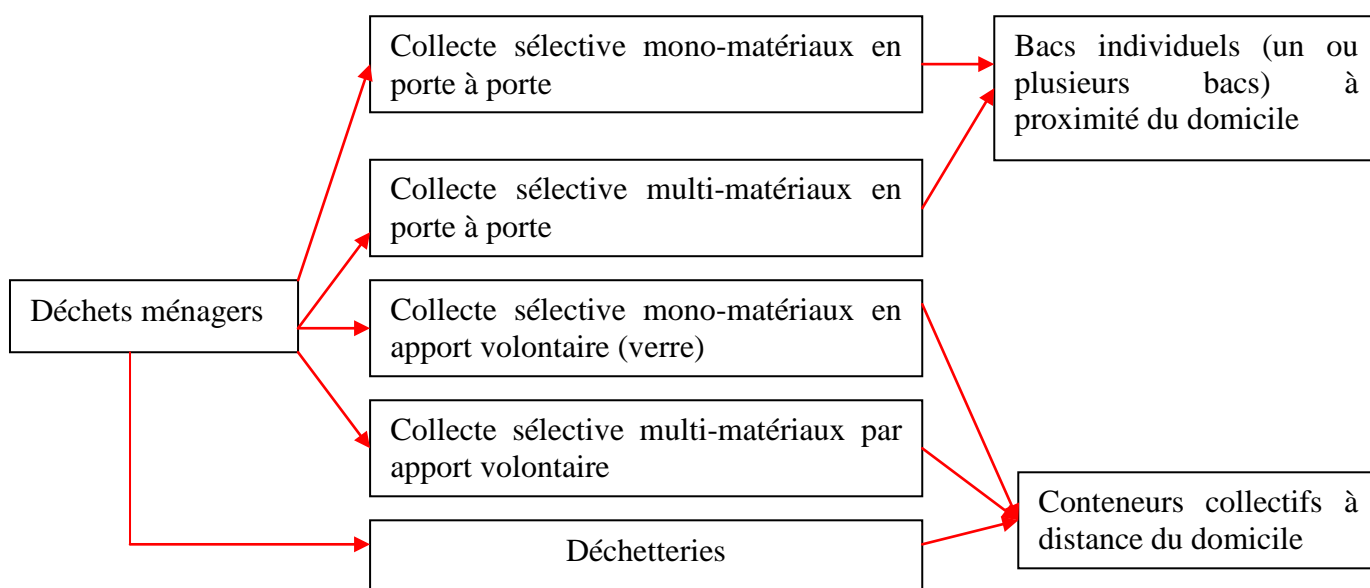 Collecte sélective mono-matériaux en
porte à porte
Bacs individuels (un ou
plusieurs bacs) à
proximité du domicile
Collecte sélective multi-matériaux en
porte à porte
Déchets ménagers
Collecte sélective mono-matériaux en
apport volontaire (verre)
Collecte sélective multi-matériaux par
apport volontaire
Conteneurs collectifs à
distance du domicile
Déchetteries